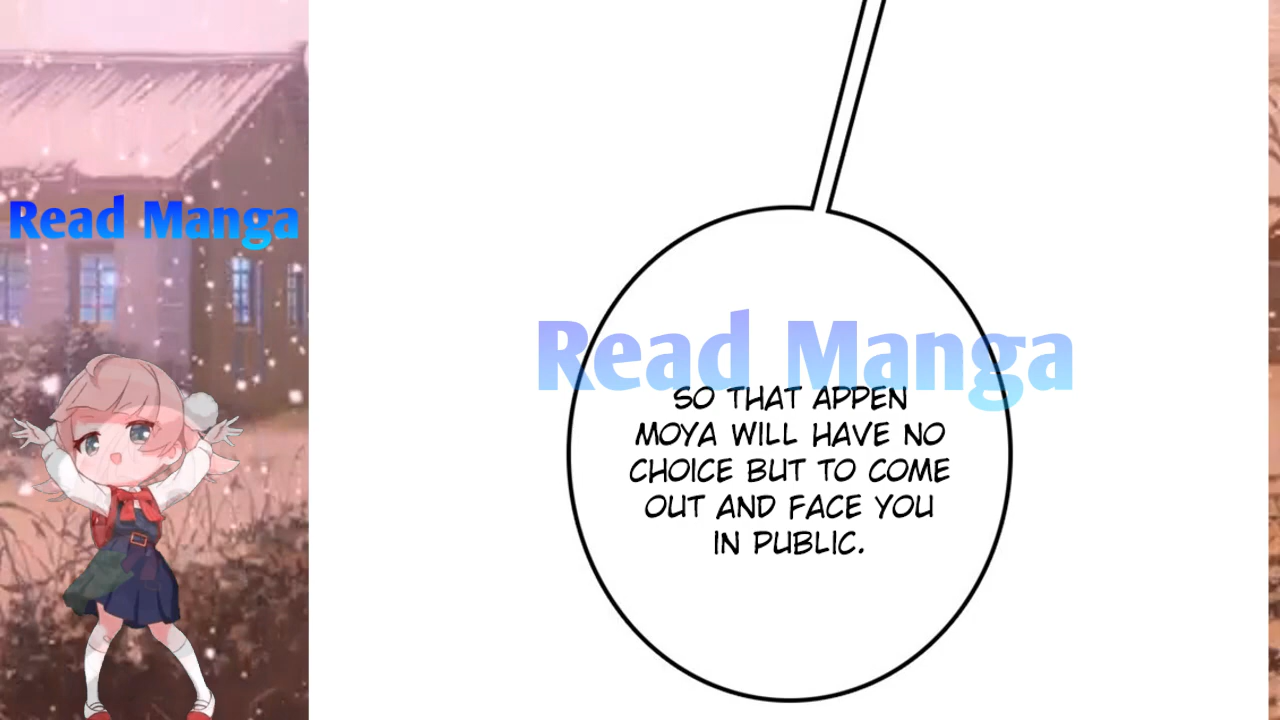 Read Manga
Read Manga
SO THAT APPEN
MOYA WILL HAVE NO
CHOICE BUT TO COME
OUT AND FACE YOU
IN PUBLIC.